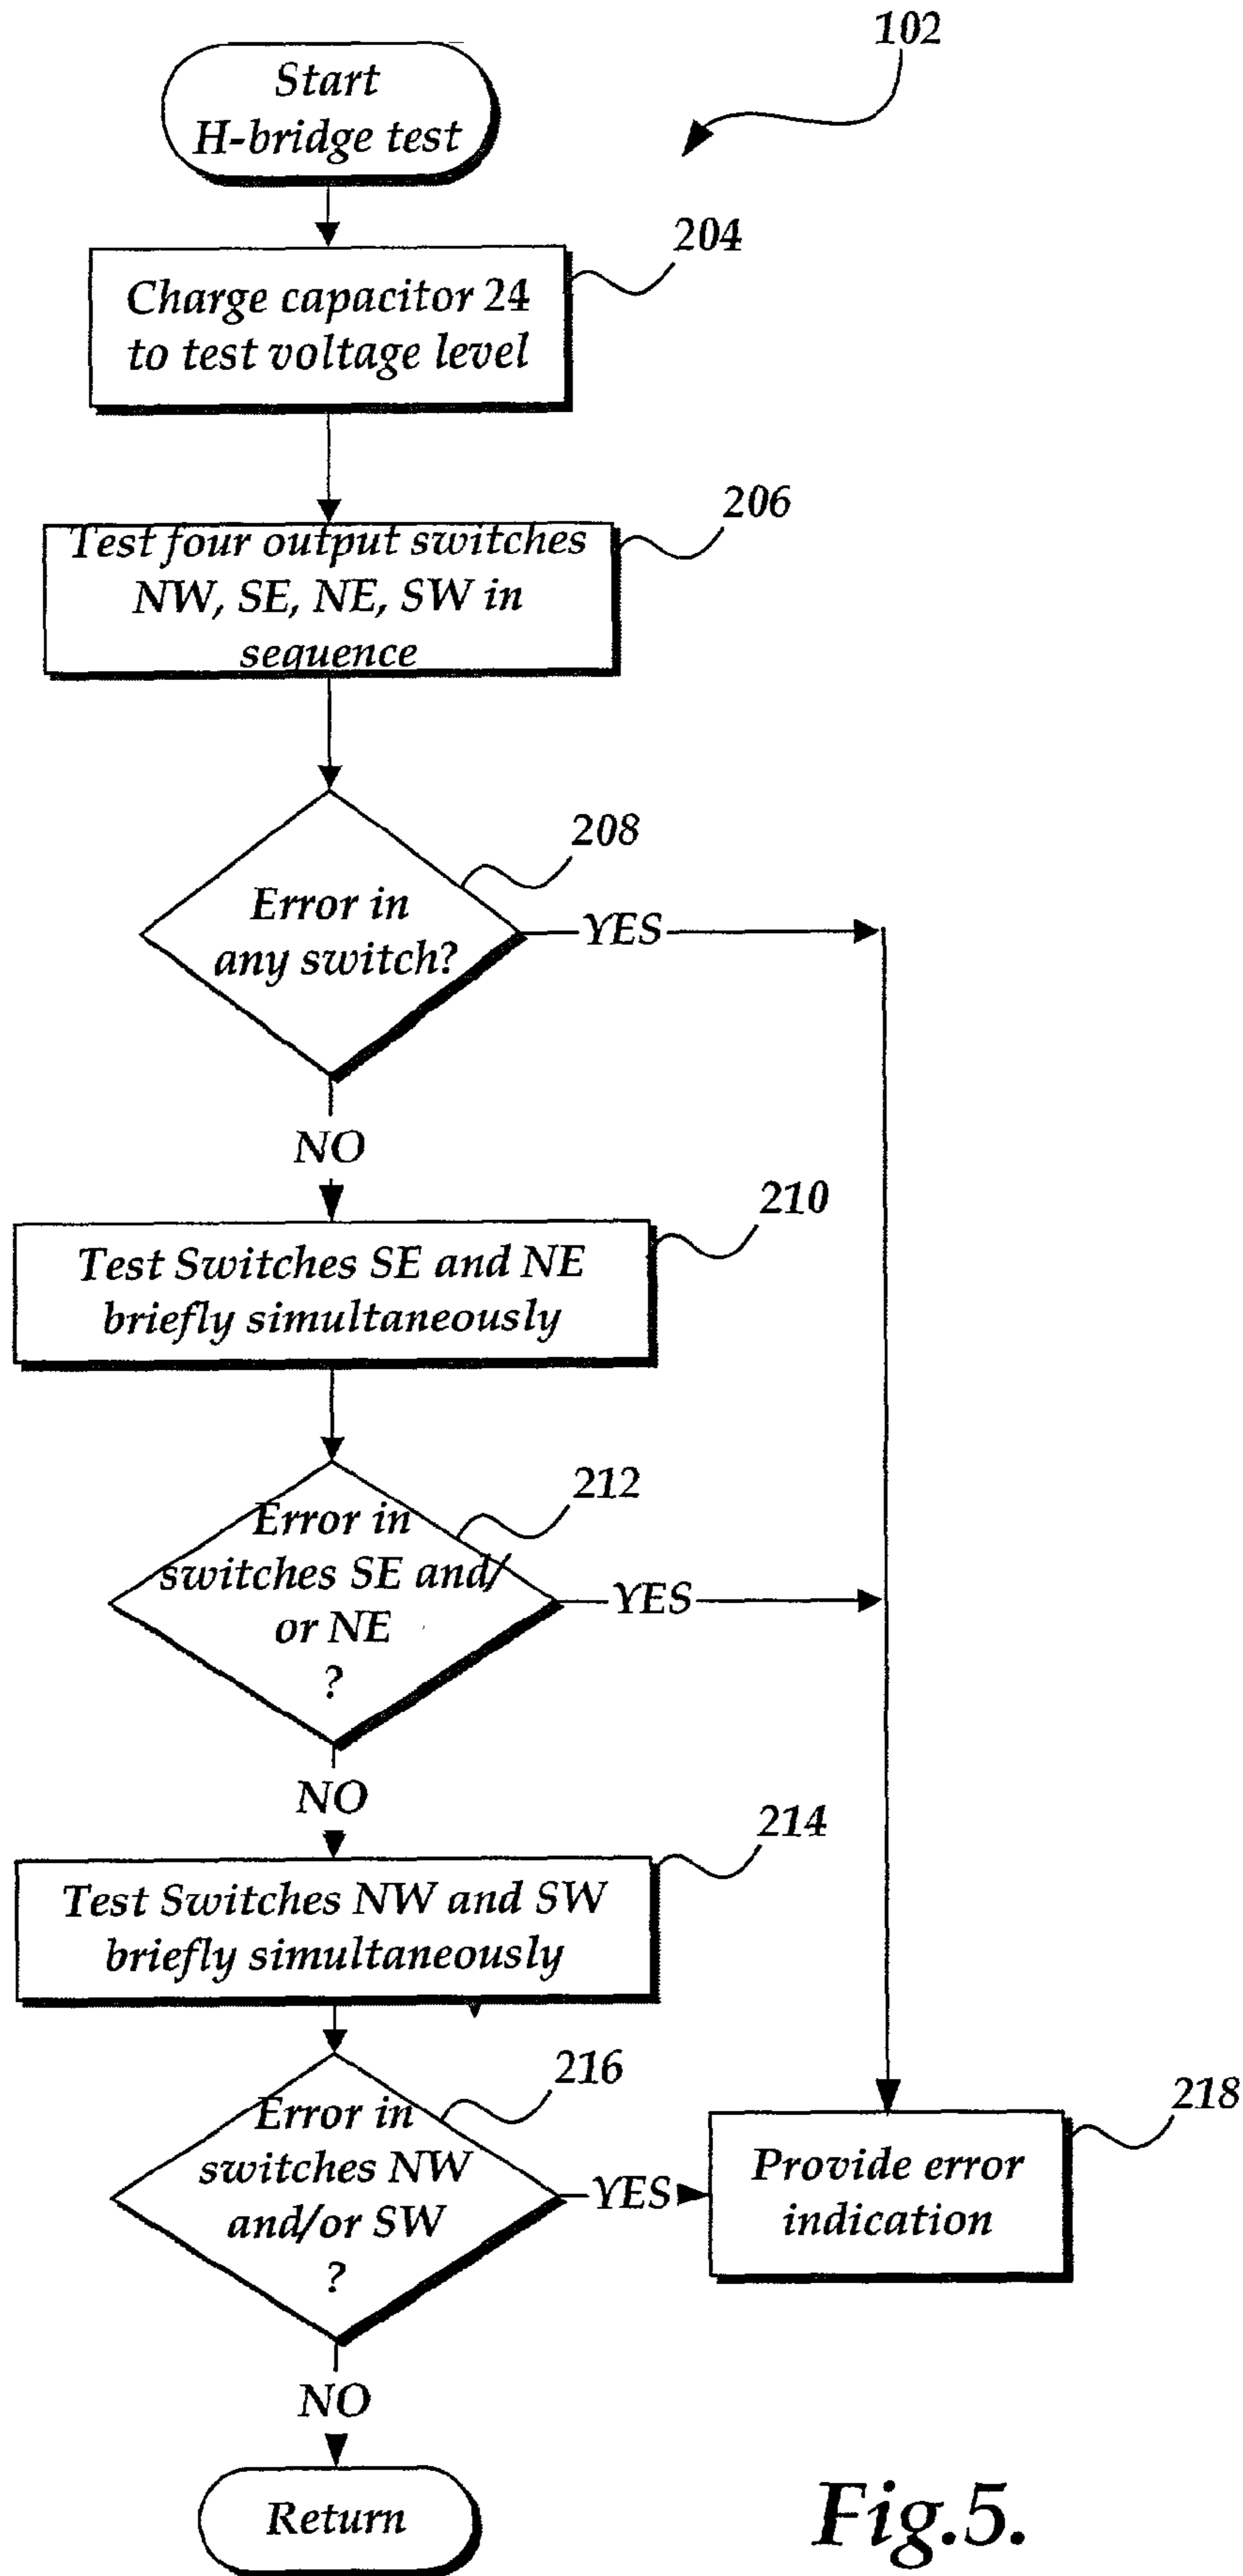 102
Start
H-bridge test
204
Charge capacitor 24
to test voltage level
206
Test four output switches
NW, SE, NE, SW in
sequence
208
Error in
any switch?
YES
NO
210
Test Switches SE and NE
briefly simultaneously
212
Error in
switches SE and/
or NE
?
YES
NO
214
Test Switches NW and SW
briefly simultaneously
216
Error in
switches NW
and/or SW
?
YES
218
Provide error
indication
NO
Return
Fig.5.